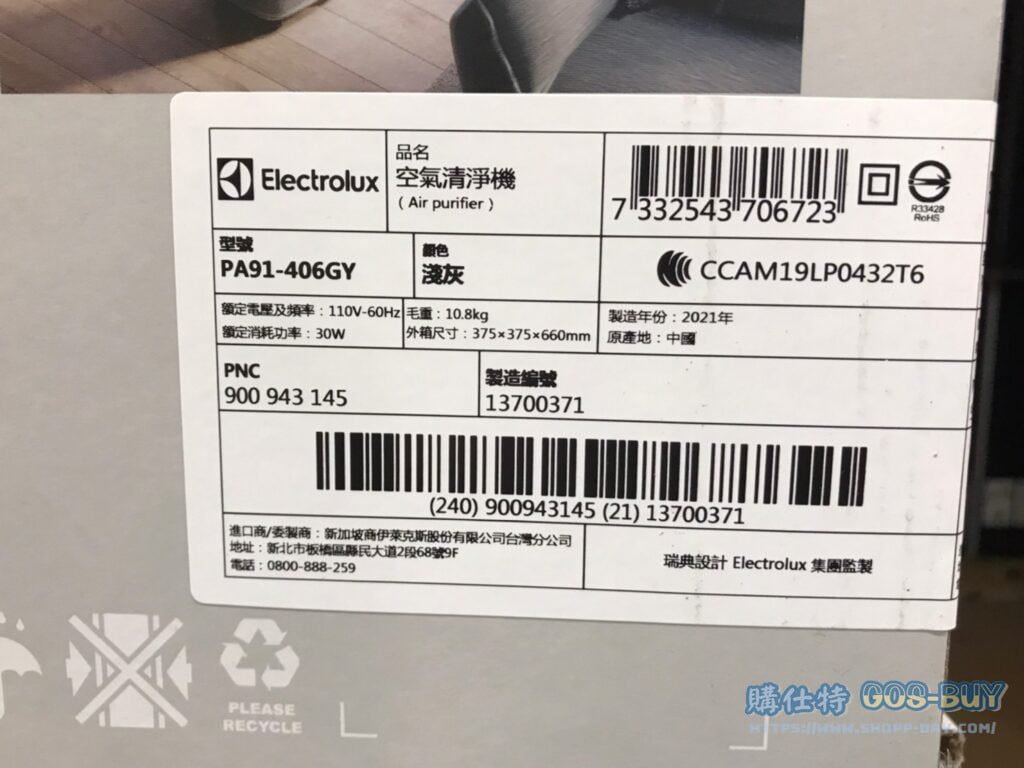 Electrolux
品名
空氣清淨機
( Air purifier )
7 332543 706723
R33428
RoHS
型號
PA91-406GY
顏色
淺灰
CCAM19LP0432T6
額定電壓及頻率：110V-60Hz
額定消耗功率：30W
毛重：10.8kg
外箱尺寸：375×375×660mm
製造年份：2021年
原產地：中國
PNC
900 943 145
製造編號
13700371
(240) 900943145 (21) 13700371
進口商/委製商：新加坡商伊萊克斯股份有限公司台灣分公司
地址：新北市板橋區縣民大道2段68號9F
電話：0800-888-259
瑞典設計 Electrolux 集團監製
PLEASE
RECYCLE
購仕特 GOS-BUY
HTTPS://WWW.SHOPP-DAY.COM/